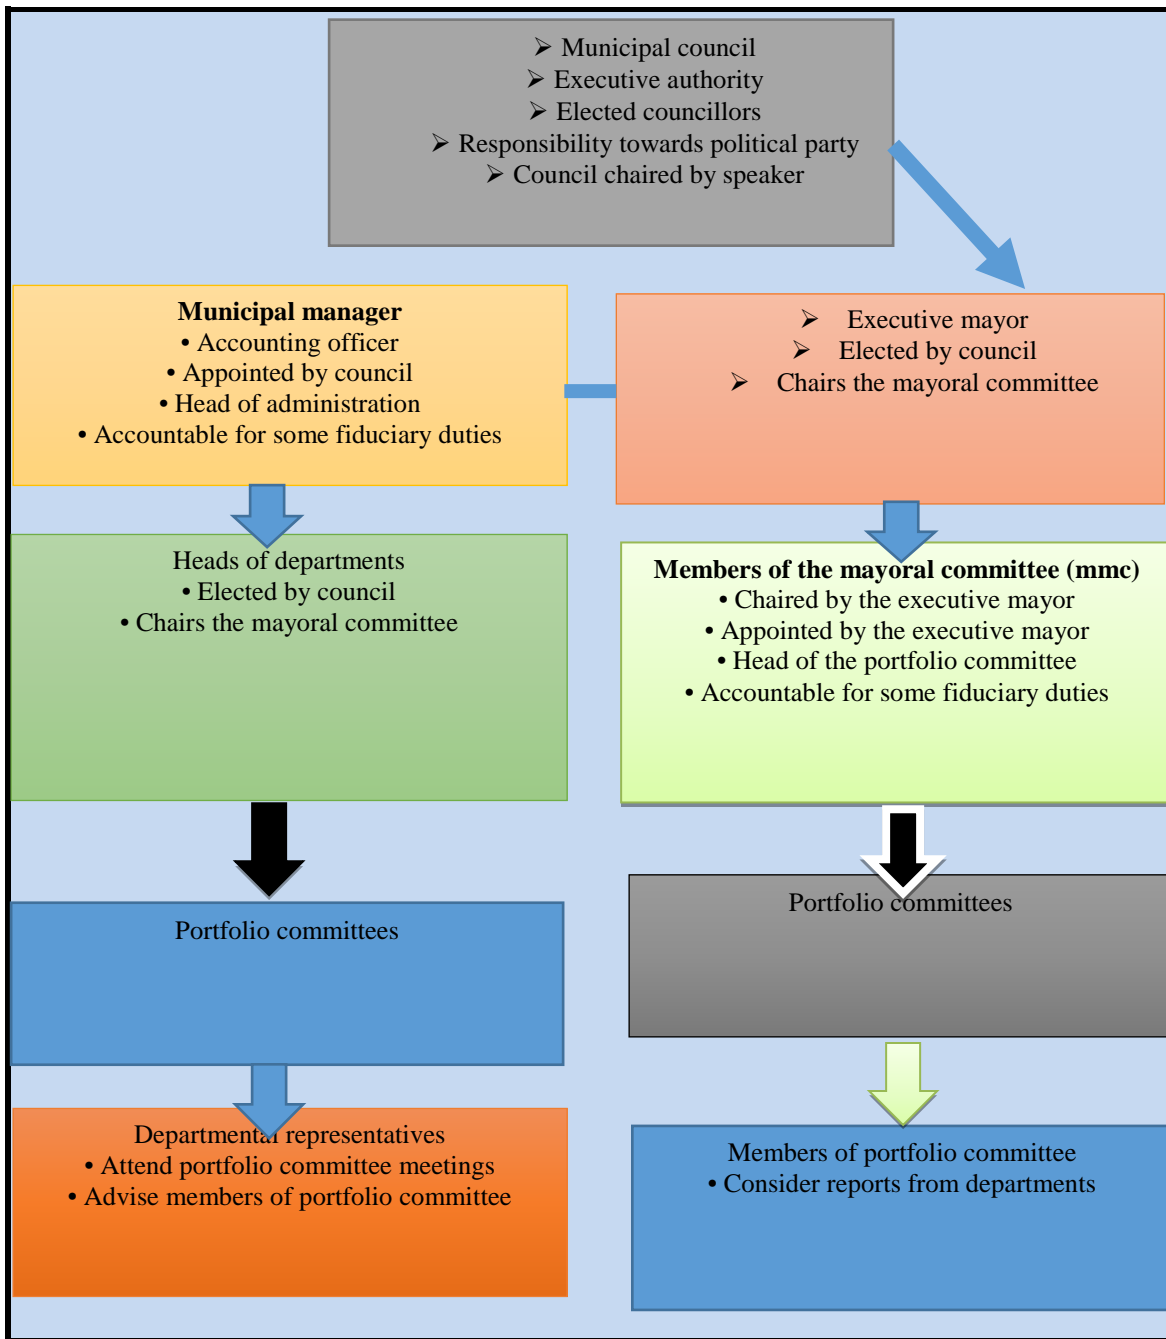 ➢ Municipal council
➢ Executive authority
➢ Elected councillors
➢ Responsibility towards political party
➢ Council chaired by speaker
Municipal manager
• Accounting officer
• Appointed by council
• Head of administration
• Accountable for some fiduciary duties
➢ Executive mayor
➢ Elected by council
➢ Chairs the mayoral committee
Heads of departments
• Elected by council
• Chairs the mayoral committee
Members of the mayoral committee (mmc)
• Chaired by the executive mayor
• Appointed by the executive mayor
• Head of the portfolio committee
• Accountable for some fiduciary duties
Portfolio committees
Portfolio committees
Departmental representatives
• Attend portfolio committee meetings
• Advise members of portfolio committee
Members of portfolio committee
• Consider reports from departments